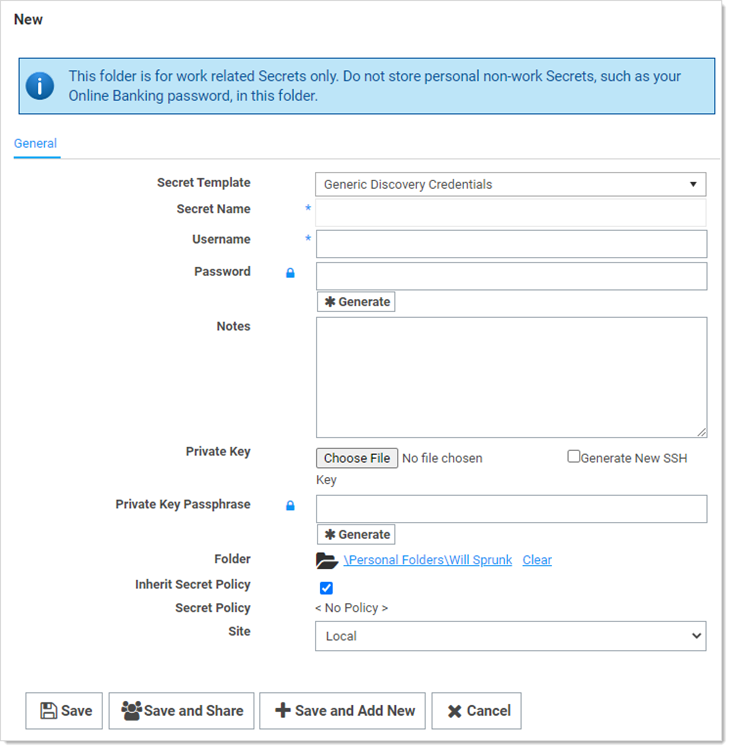 New
This folder is for work related Secrets only. Do not store personal non-work Secrets, such as your
Online Banking password, in this folder.
General
Secret Template Generic Discovery Credentials
Secret Name *
Username *
Password
✱ Generate
Notes
Private Key Choose File No file chosen Generate New SSH
Key
Private Key Passphrase
✱ Generate
Folder \Personal Folders\Will Sprunk Clear
Inherit Secret Policy
Secret Policy < No Policy >
Site Local
Save Save and Share Save and Add New Cancel